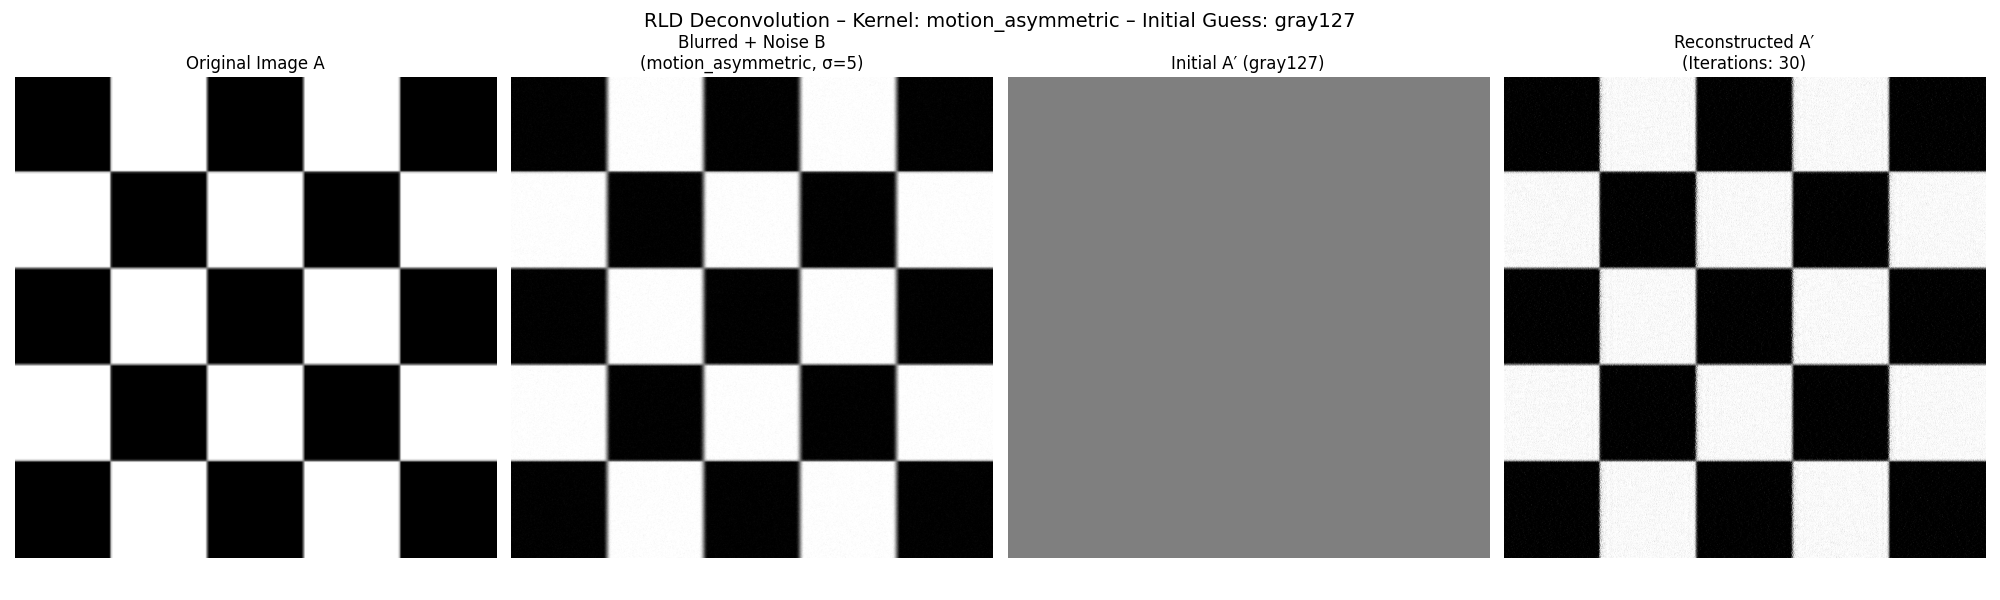 RLD Deconvolution – Kernel: motion_asymmetric – Initial Guess: gray127
Original Image A
Blurred + Noise B
(motion_asymmetric, σ=5)
Initial A′ (gray127)
Reconstructed A′
(Iterations: 30)